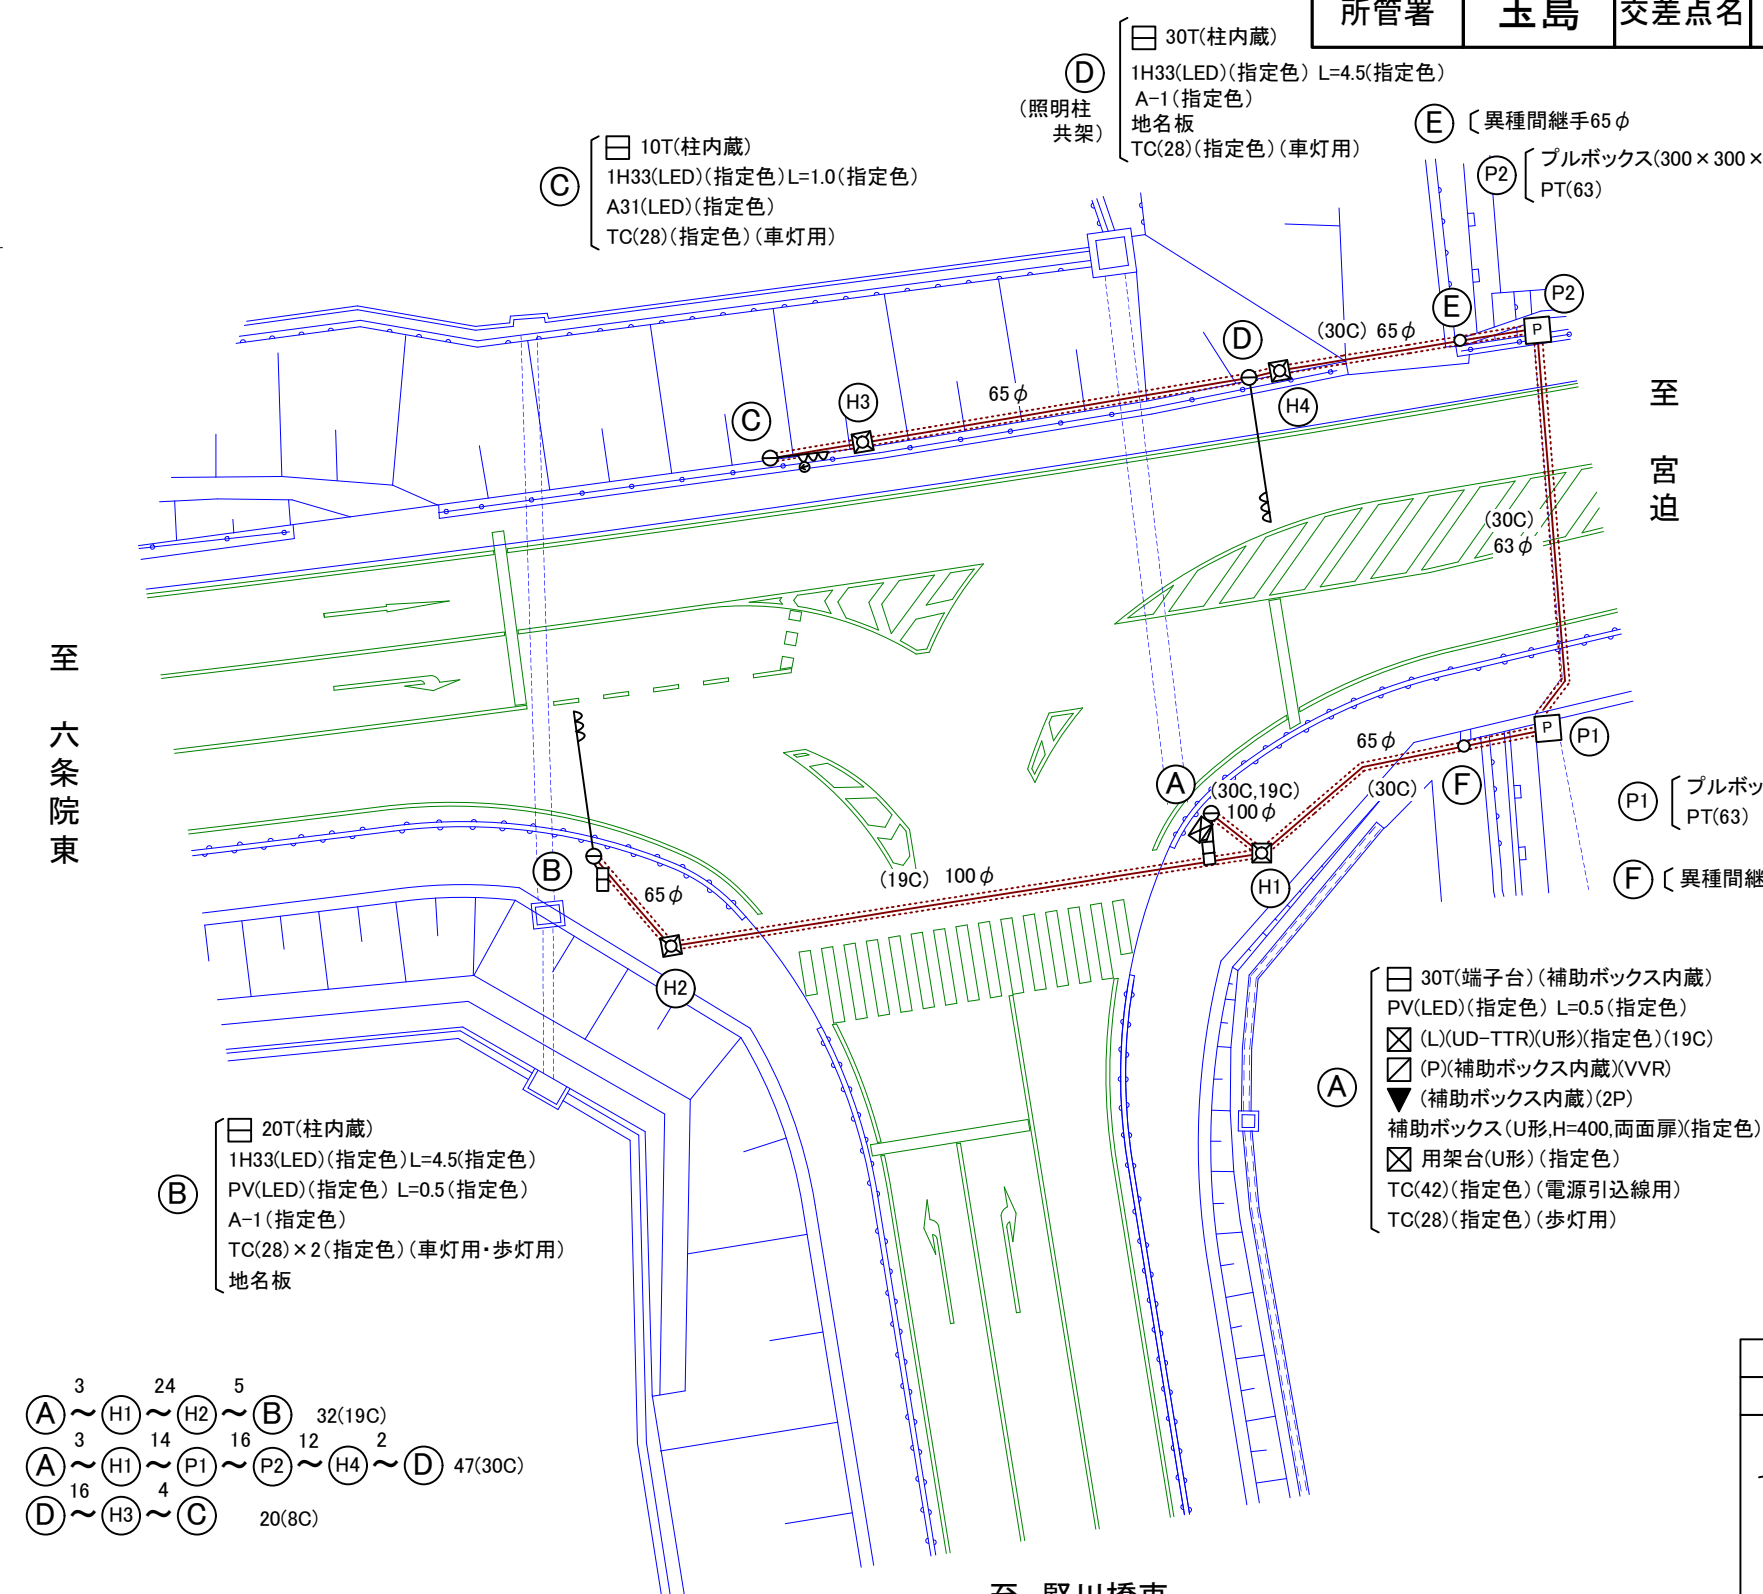 所管署 玉島 交差点名
D
(照明柱
共架)
30T(柱内蔵)
1H33(LED)(指定色) L=4.5(指定色)
A-1(指定色)
地名板
TC(28)(指定色)(車灯用)
E 異種間継手65φ
P2 プルボックス(300×300×
PT(63)
C
10T(柱内蔵)
1H33(LED)(指定色)L=1.0(指定色)
A31(LED)(指定色)
TC(28)(指定色)(車灯用)
P2
E
P
(30C) 65φ
D
H4
65φ
H3
C
至 宮迫
(30C)
63φ
至 六条院東
65φ
P
P1
F
(30C)
A
(30C,19C)
100φ
H1
P1 プルボッ
PT(63)
F 異種間継
B
65φ
(19C) 100φ
H2
A
30T(端子台)(補助ボックス内蔵)
PV(LED)(指定色) L=0.5(指定色)
(L)(UD-TTR)(U形)(指定色)(19C)
(P)(補助ボックス内蔵)(VVR)
▼ (補助ボックス内蔵)(2P)
補助ボックス(U形,H=400,両面扉)(指定色)
用架台(U形)(指定色)
TC(42)(指定色)(電源引込線用)
TC(28)(指定色)(歩灯用)
B
20T(柱内蔵)
1H33(LED)(指定色)L=4.5(指定色)
PV(LED)(指定色) L=0.5(指定色)
A-1(指定色)
TC(28)×2(指定色)(車灯用・歩灯用)
地名板
3 24 5
A~H1~H2~B 32(19C)
3 14 16 12 2
A~H1~P1~P2~H4~D 47(30C)
16 4
D~H3~C 20(8C)